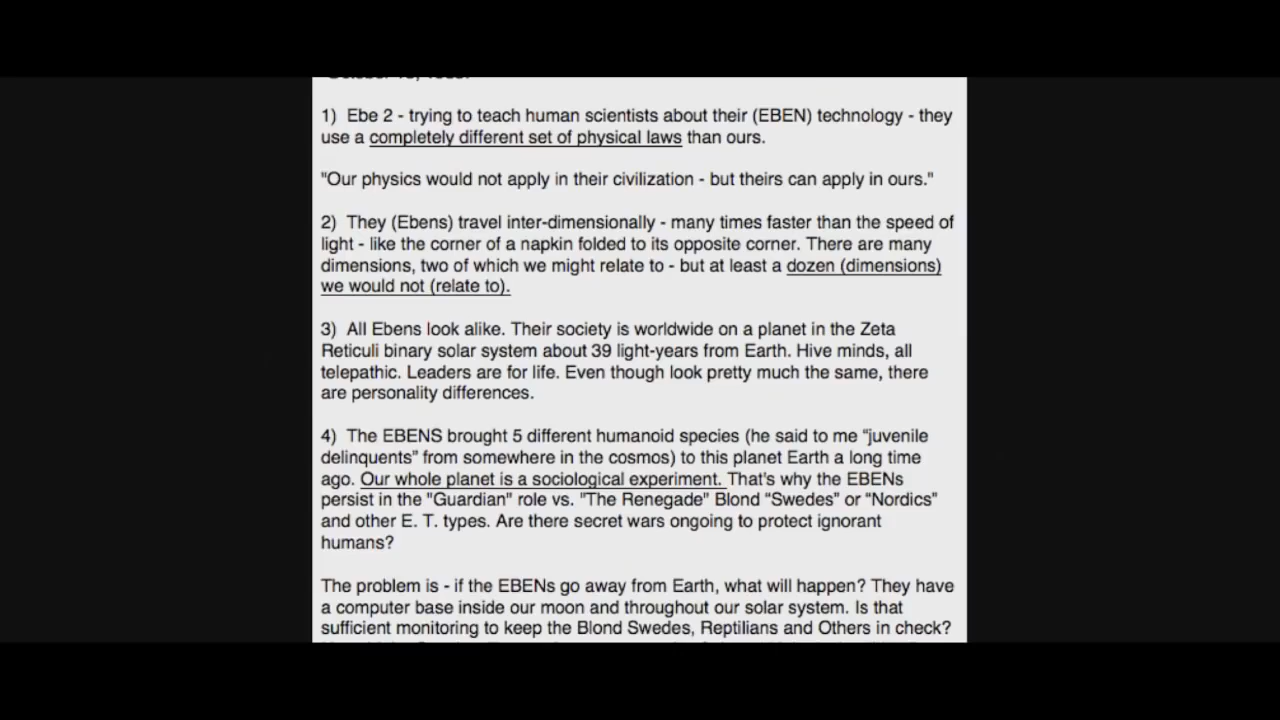 1) Ebe 2 - trying to teach human scientists about their (EBEN) technology - they
use a completely different set of physical laws than ours.
"Our physics would not apply in their civilization - but theirs can apply in ours."
2) They (Ebens) travel inter-dimensionally - many times faster than the speed of
light - like the corner of a napkin folded to its opposite corner. There are many
dimensions, two of which we might relate to - but at least a dozen (dimensions)
we would not (relate to).
3) All Ebens look alike. Their society is worldwide on a planet in the Zeta
Reticuli binary solar system about 39 light-years from Earth. Hive minds, all
telepathic. Leaders are for life. Even though look pretty much the same, there
are personality differences.
4) The EBENS brought 5 different humanoid species (he said to me “juvenile
delinquents” from somewhere in the cosmos) to this planet Earth a long time
ago. Our whole planet is a sociological experiment. That's why the EBENs
persist in the "Guardian" role vs. "The Renegade" Blond “Swedes” or “Nordics”
and other E. T. types. Are there secret wars ongoing to protect ignorant
humans?
The problem is - if the EBENs go away from Earth, what will happen? They have
a computer base inside our moon and throughout our solar system. Is that
sufficient monitoring to keep the Blond Swedes, Reptilians and Others in check?